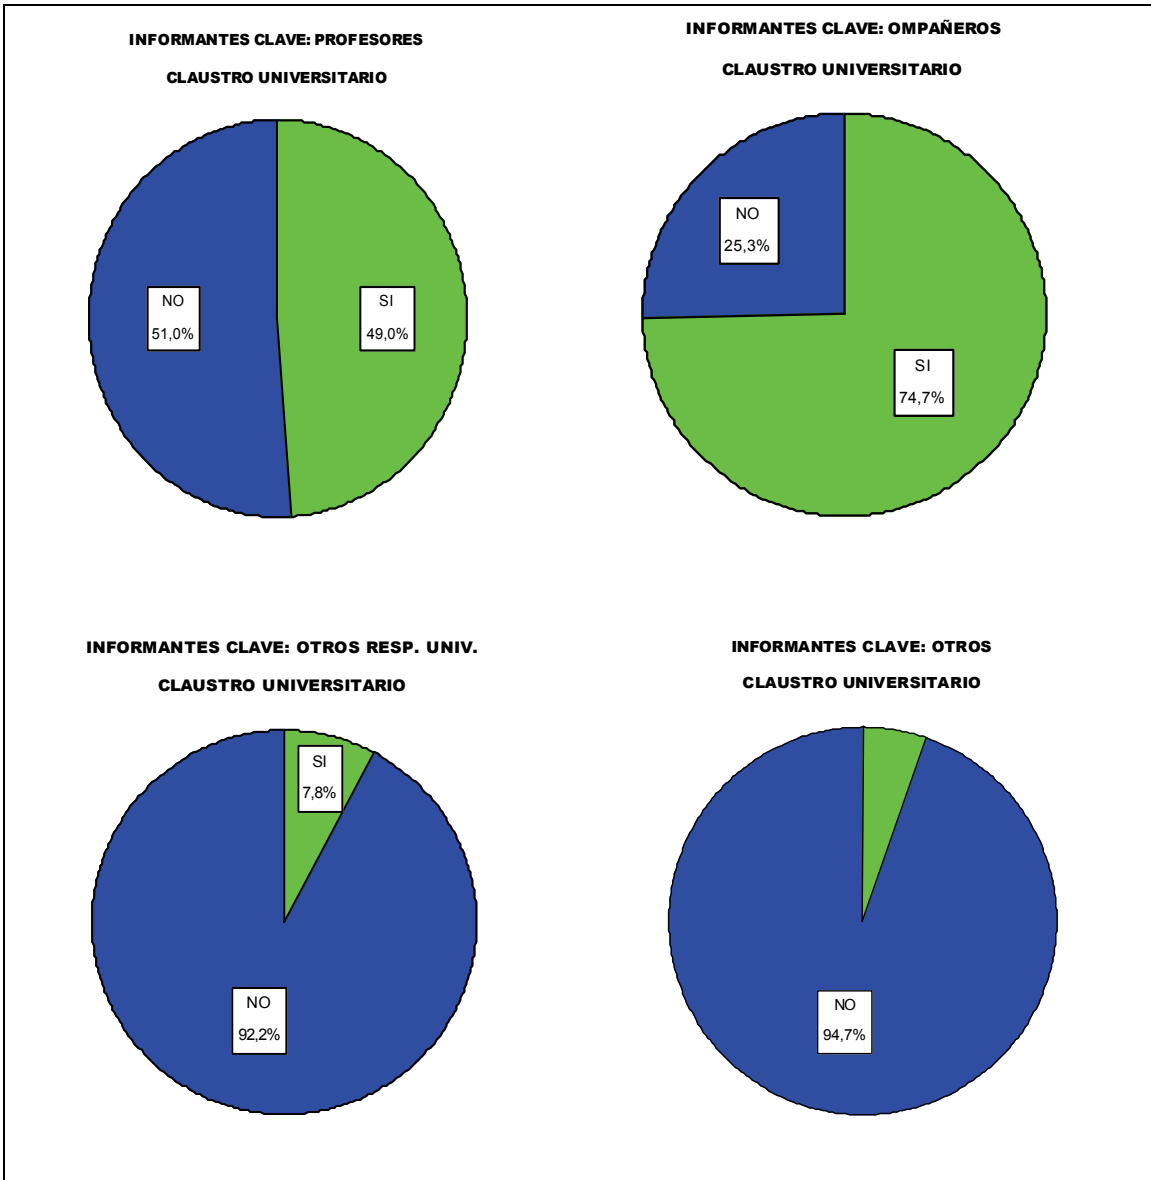 INFORMANTES CLAVE: PROFESORES
CLAUSTRO UNIVERSITARIO
NO
51,0%
SI
49,0%
INFORMANTES CLAVE: OMPAÑEROS
CLAUSTRO UNIVERSITARIO
NO
25,3%
SI
74,7%
INFORMANTES CLAVE: OTROS RESP. UNIV.
CLAUSTRO UNIVERSITARIO
SI
7,8%
NO
92,2%
INFORMANTES CLAVE: OTROS
CLAUSTRO UNIVERSITARIO
NO
94,7%